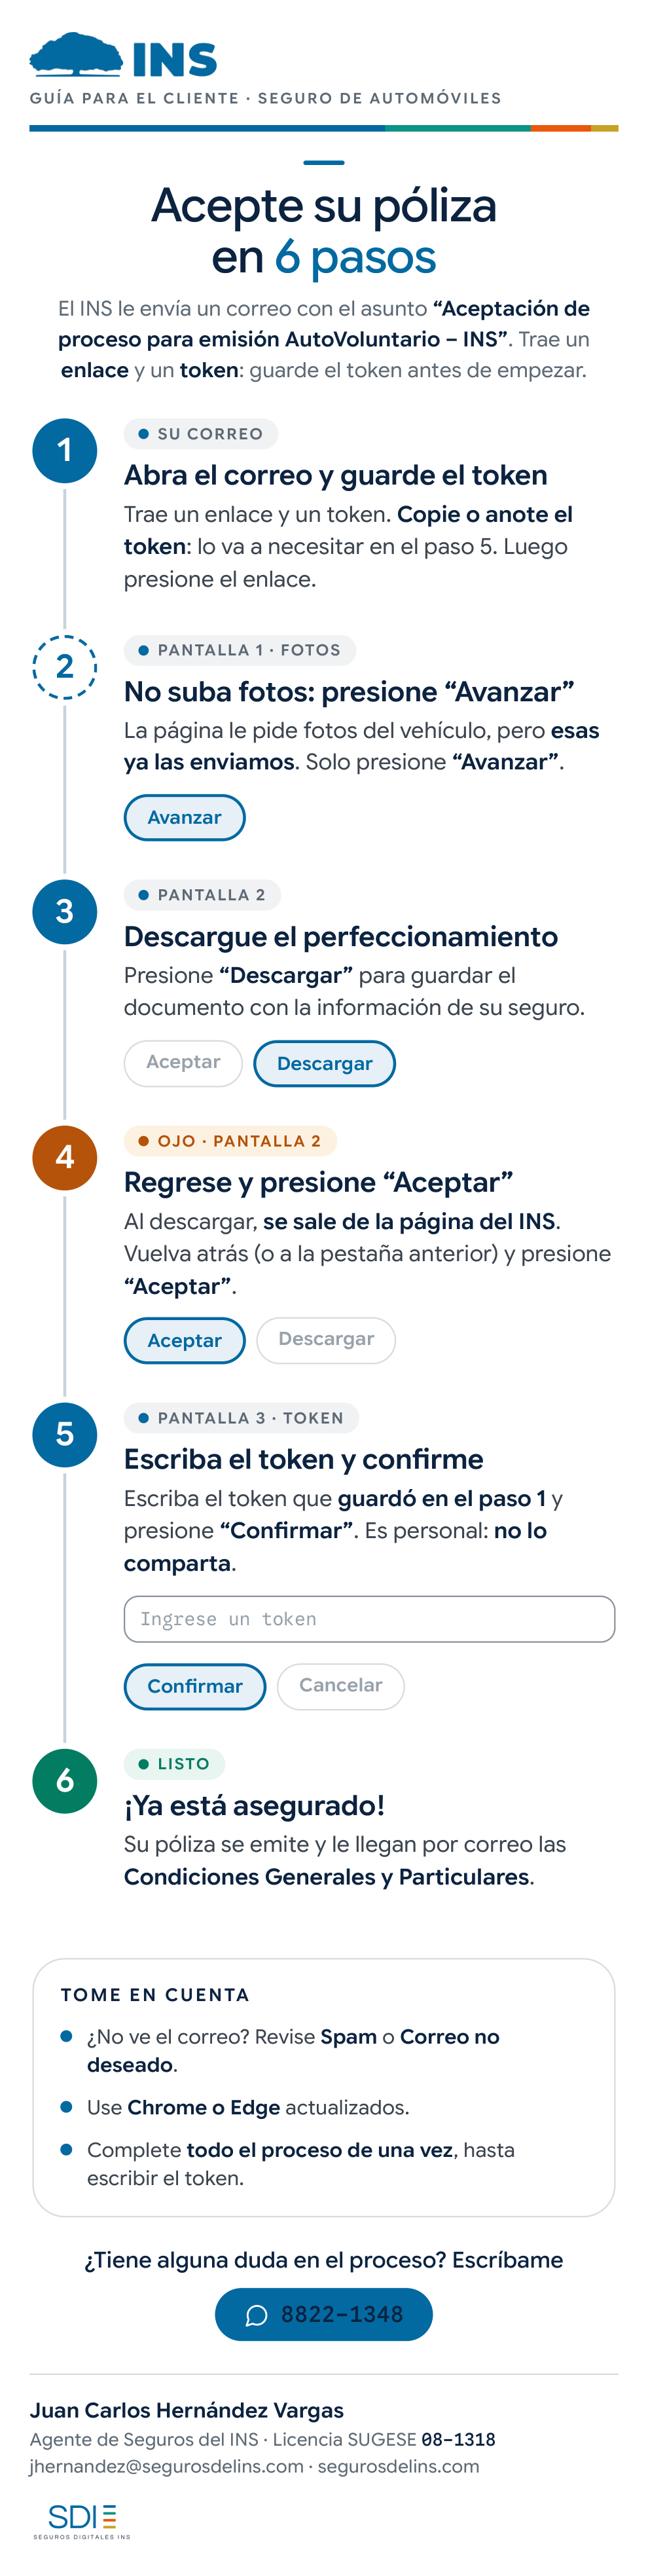 INS
GUÍA PARA EL CLIENTE · SEGURO DE AUTOMÓVILES
Acepte su póliza
en 6 pasos
El INS le envía un correo con el asunto “Aceptación de
proceso para emisión AutoVoluntario – INS”. Trae un
enlace y un token: guarde el token antes de empezar.
1
SU CORREO
Abra el correo y guarde el token
Trae un enlace y un token. Copie o anote el
token: lo va a necesitar en el paso 5. Luego
presione el enlace.
2
PANTALLA 1 · FOTOS
No suba fotos: presione “Avanzar”
La página le pide fotos del vehículo, pero esas
ya las enviamos. Solo presione “Avanzar”.
Avanzar
3
PANTALLA 2
Descargue el perfeccionamiento
Presione “Descargar” para guardar el
documento con la información de su seguro.
Aceptar Descargar
4
OJO · PANTALLA 2
Regrese y presione “Aceptar”
Al descargar, se sale de la página del INS.
Vuelva atrás (o a la pestaña anterior) y presione
“Aceptar”.
Aceptar Descargar
5
PANTALLA 3 · TOKEN
Escriba el token y confirme
Escriba el token que guardó en el paso 1 y
presione “Confirmar”. Es personal: no lo
comparta.
Ingrese un token
Confirmar Cancelar
6
LISTO
¡Ya está asegurado!
Su póliza se emite y le llegan por correo las
Condiciones Generales y Particulares.
TOME EN CUENTA
¿No ve el correo? Revise Spam o Correo no
deseado.
Use Chrome o Edge actualizados.
Complete todo el proceso de una vez, hasta
escribir el token.
¿Tiene alguna duda en el proceso? Escríbame
8822-1348
Juan Carlos Hernández Vargas
Agente de Seguros del INS · Licencia SUGESE 08-1318
jhernandez@segurosdelins.com · segurosdelins.com
SDI
SEGUROS DIGITALES INS